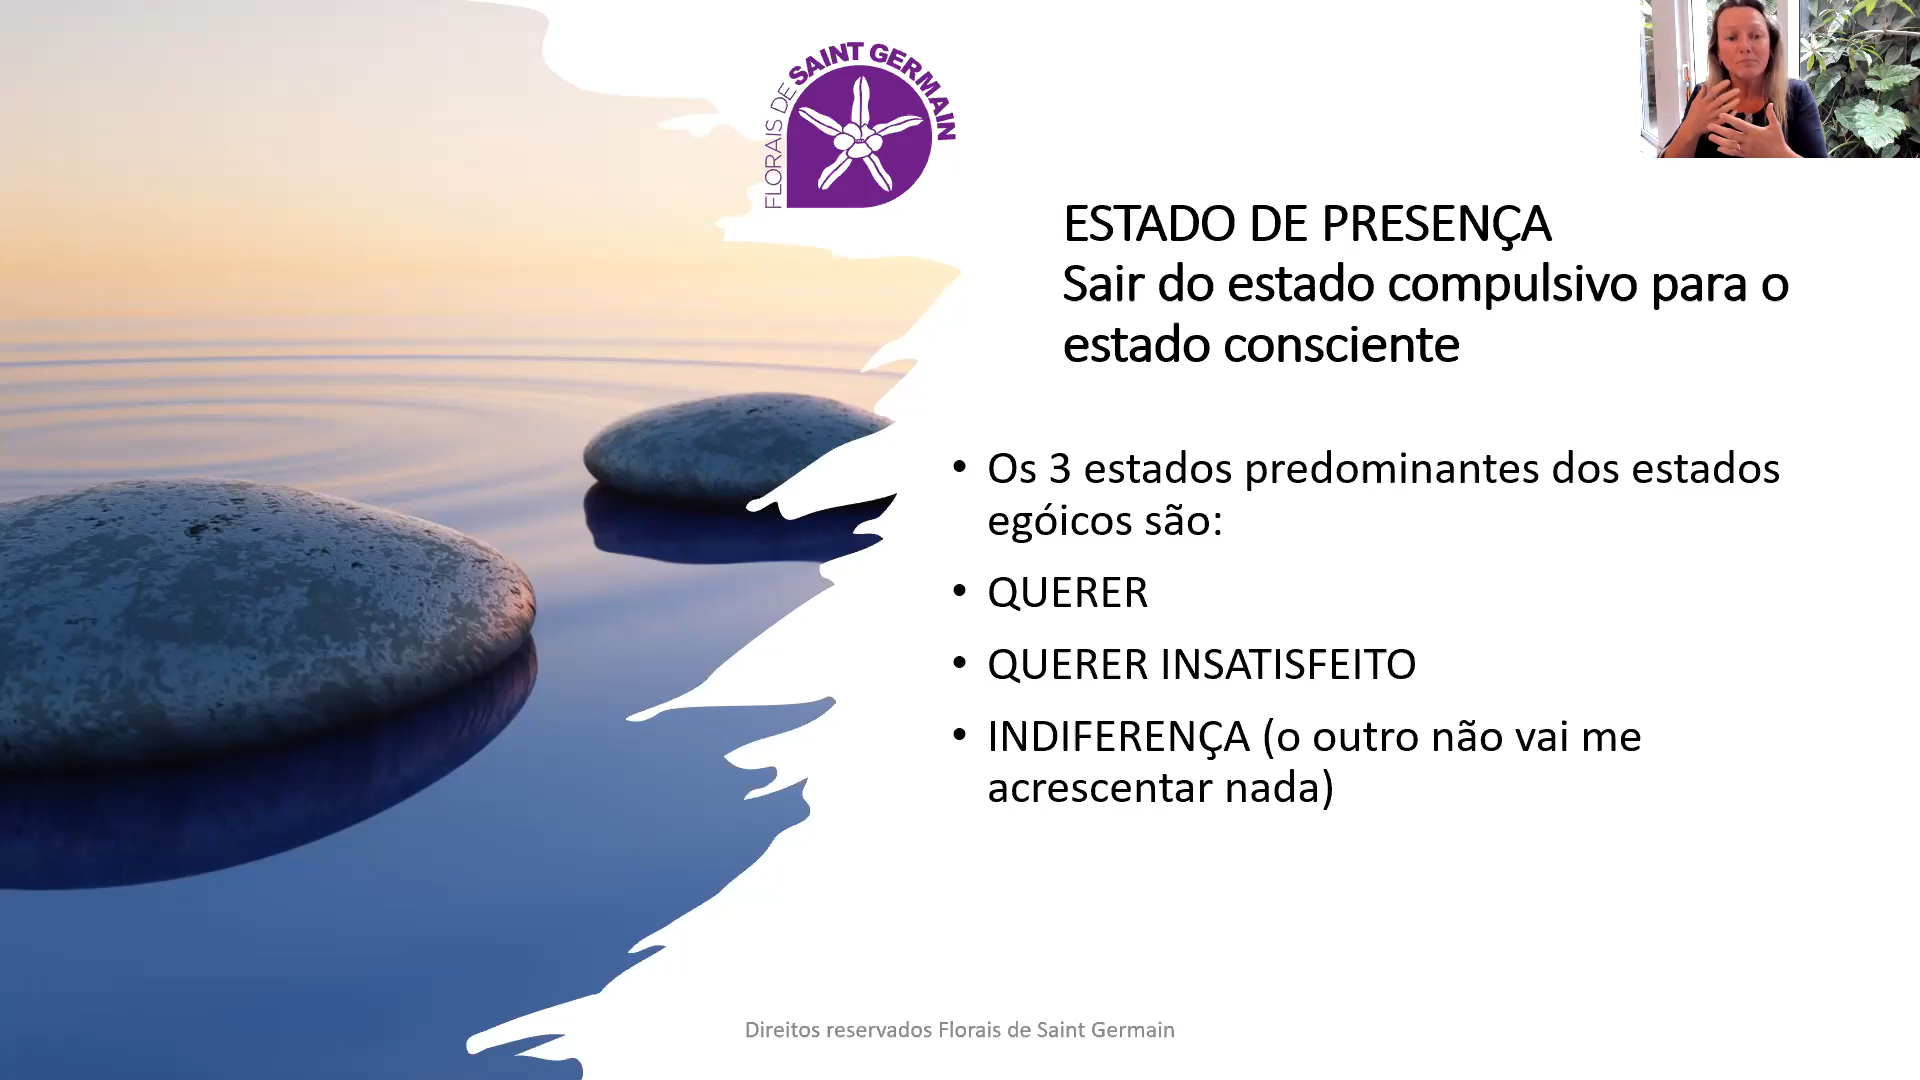 FLORAIS DE SAINT GERMAIN
ESTADO DE PRESENÇA
Sair do estado compulsivo para o
estado consciente
• Os 3 estados predominantes dos estados
egóicos são:
• QUERER
• QUERER INSATISFEITO
• INDIFERENÇA (o outro não vai me
acrescentar nada)
Direitos reservados Florais de Saint Germain